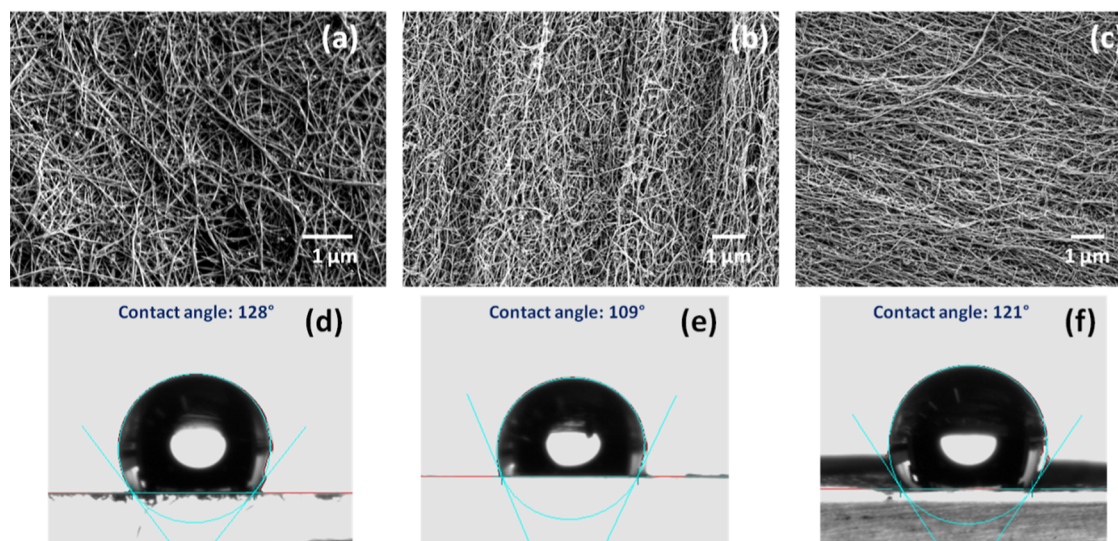 (a)
(b)
(c
1 μm
1 μm
1 μm
Contact angle: 128°
(d)
Contact angle: 109°
(e)
Contact angle: 121°
(f)